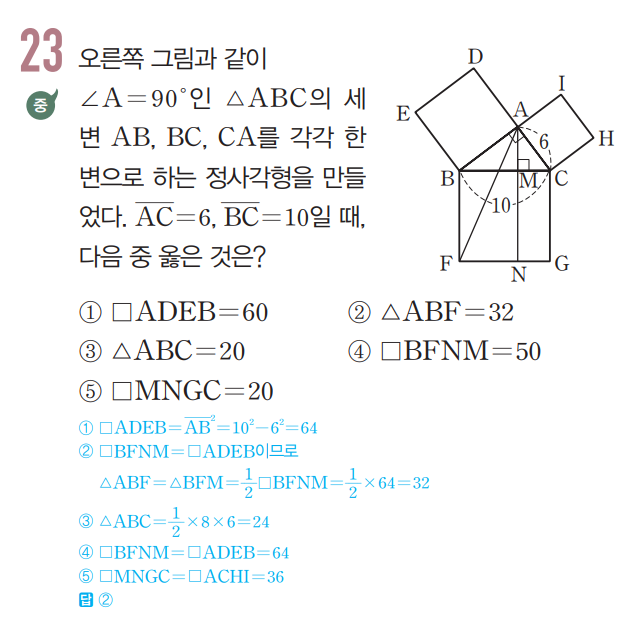 23 오른쪽 그림과 같이
중 ∠A=90°인 △ABC의 세
변 AB, BC, CA를 각각 한
변으로 하는 정사각형을 만들
었다. A̅C̅=6, B̅C̅=10일 때,
다음 중 옳은 것은?
D
I
A
E
6
H
B
M
C
10
F
N
G
① □ADEB=60 ② △ABF=32
③ △ABC=20 ④ □BFNM=50
⑤ □MNGC=20
① □ADEB=A̅B̅²=10²-6²=64
② □BFNM=□ADEB이므로
△ABF=△BFM=1/2□BFNM=1/2×64=32
③ △ABC=1/2×8×6=24
④ □BFNM=□ADEB=64
⑤ □MNGC=□ACHI=36
답 ②